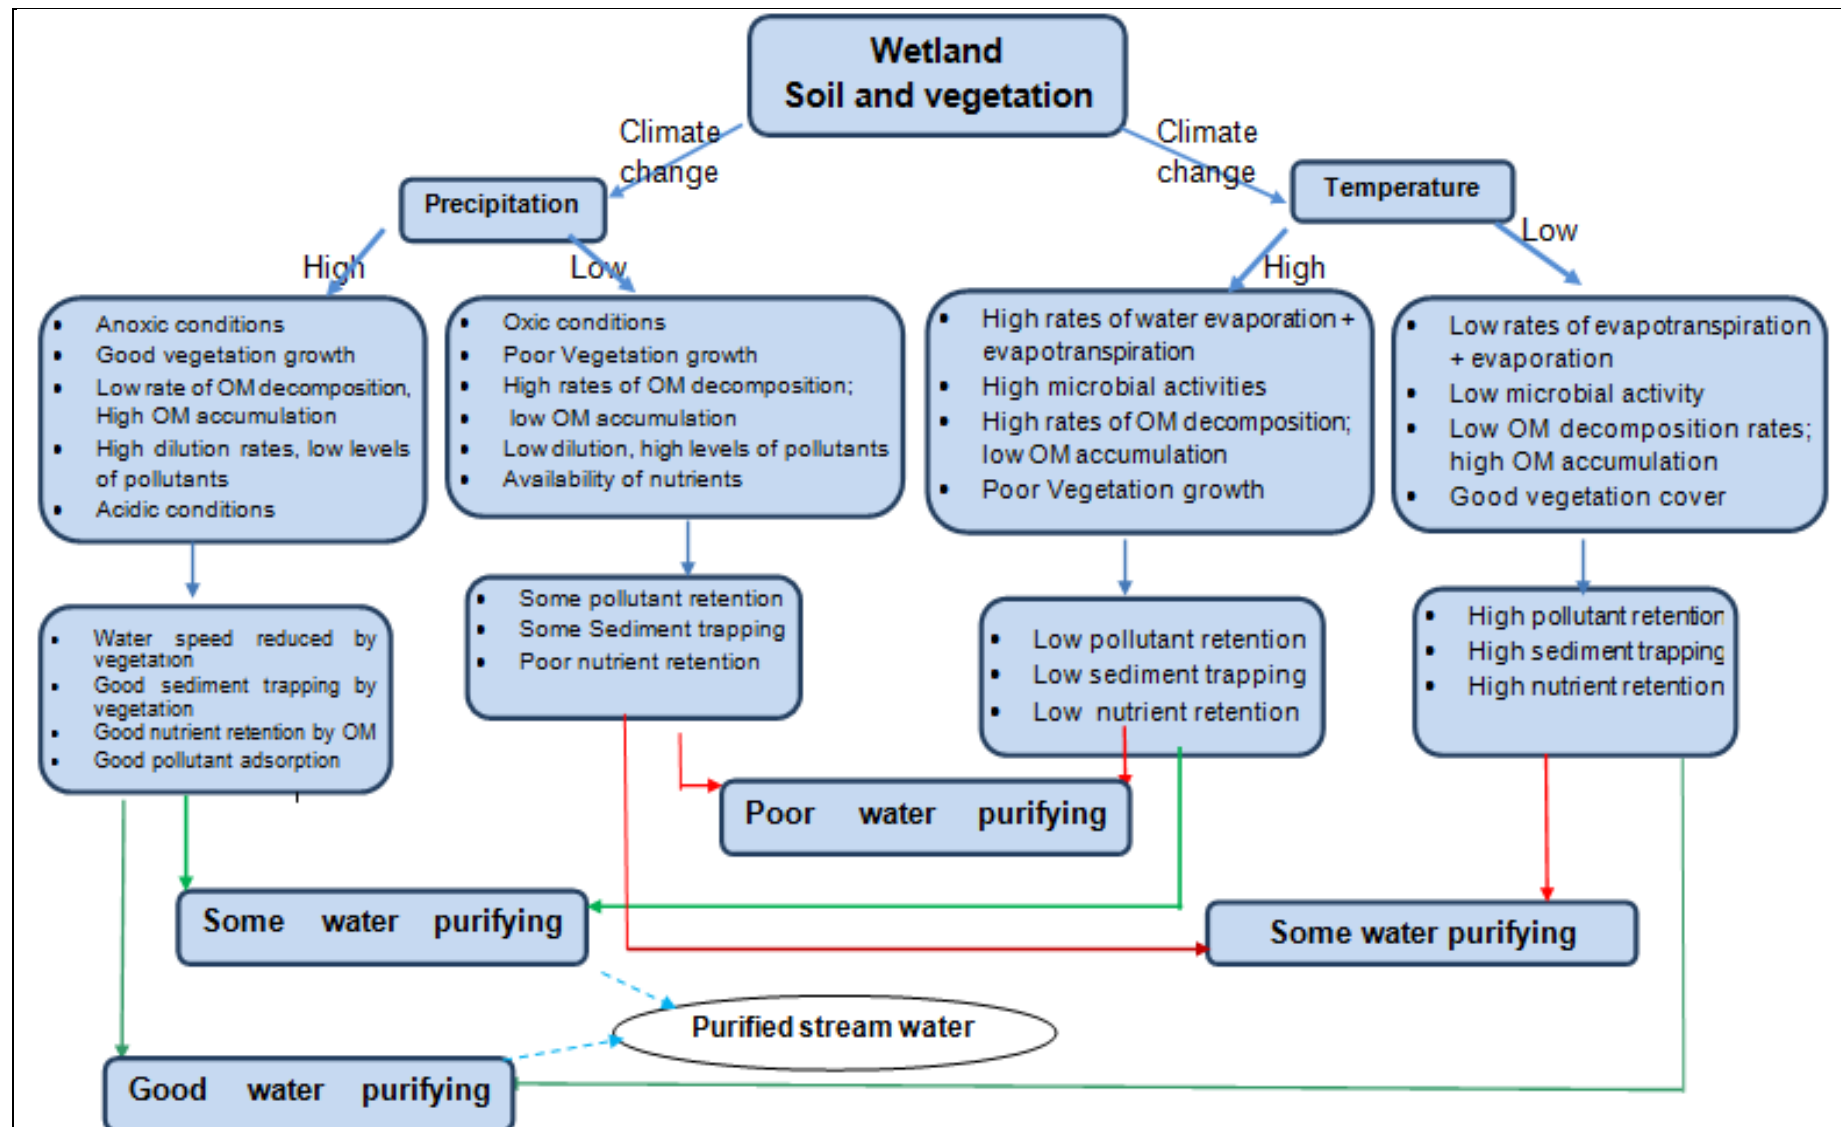 Wetland
Soil and vegetation
Climate
change
Climate
change
Precipitation
Temperature
High
Low
High
Low
• Anoxic conditions
• Good vegetation growth
• Low rate of OM decomposition,
High OM accumulation
• High dilution rates, low levels
of pollutants
• Acidic conditions
• Oxic conditions
• Poor Vegetation growth
• High rates of OM decomposition;
• low OM accumulation
• Low dilution, high levels of pollutants
• Availability of nutrients
• High rates of water evaporation +
evapotranspiration
• High microbial activities
• High rates of OM decomposition;
low OM accumulation
• Poor Vegetation growth
• Low rates of evapotranspiration
+ evaporation
• Low microbial activity
• Low OM decomposition rates;
high OM accumulation
• Good vegetation cover
• Water speed reduced by
vegetation
• Good sediment trapping by
vegetation
• Good nutrient retention by OM
• Good pollutant adsorption
• Some pollutant retention
• Some Sediment trapping
• Poor nutrient retention
• Low pollutant retention
• Low sediment trapping
• Low nutrient retention
• High pollutant retention
• High sediment trapping
• High nutrient retention
Poor water purifying
Some water purifying
Some water purifying
Purified stream water
Good water purifying